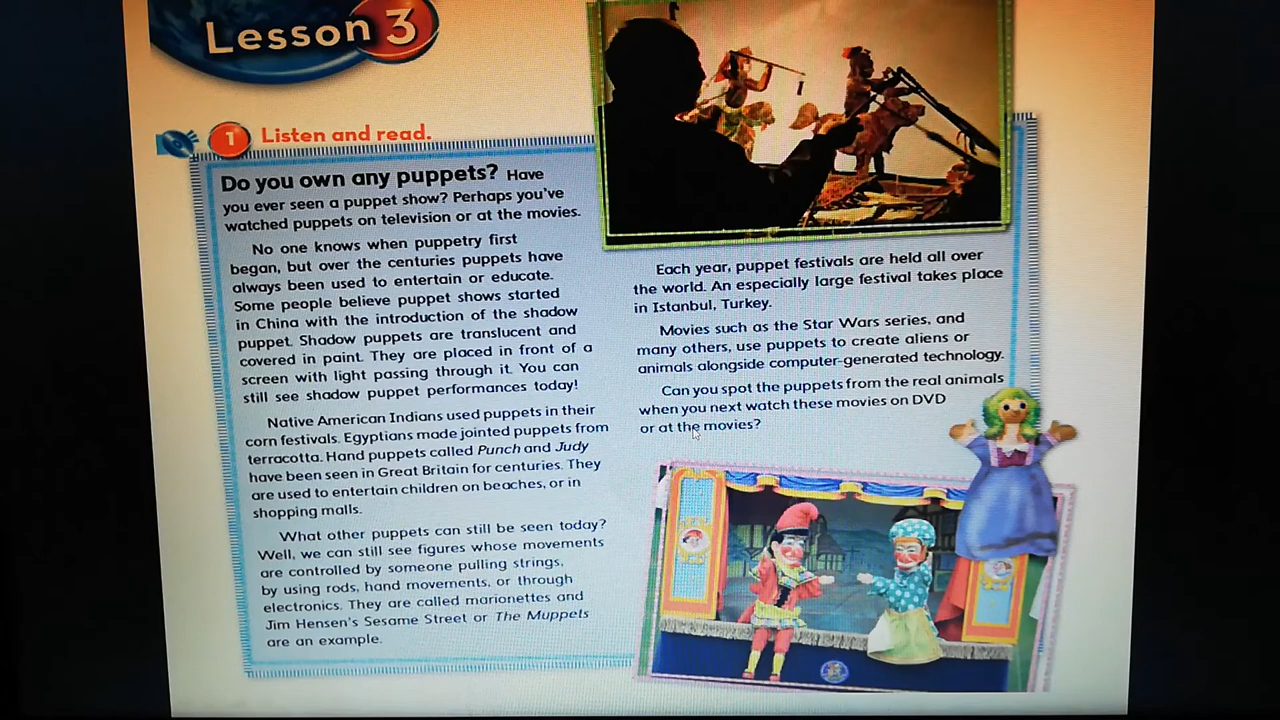 Lesson 3
1 Listen and read.
Do you own any puppets? Have
you ever seen a puppet show? Perhaps you've
watched puppets on television or at the movies.
No one knows when puppetry first
began, but over the centuries puppets have
always been used to entertain or educate.
Some people believe puppet shows started
in China with the introduction of the shadow
puppet. Shadow puppets are translucent and
covered in paint. They are placed in front of a
screen with light passing through it. You can
still see shadow puppet performances today!
Native American Indians used puppets in their
corn festivals. Egyptians made jointed puppets from
terracotta. Hand puppets called Punch and Judy
have been seen in Great Britain for centuries. They
are used to entertain children on beaches, or in
shopping malls.
What other puppets can still be seen today?
Well, we can still see figures whose movements
are controlled by someone pulling strings,
by using rods, hand movements, or through
electronics. They are called marionettes and
Jim Hensen's Sesame Street or The Muppets
are an example.
Each year, puppet festivals are held all over
the world. An especially large festival takes place
in Istanbul, Turkey.
Movies such as the Star Wars series, and
many others, use puppets to create aliens or
animals alongside computer-generated technology.
Can you spot the puppets from the real animals
when you next watch these movies on DVD
or at the movies?